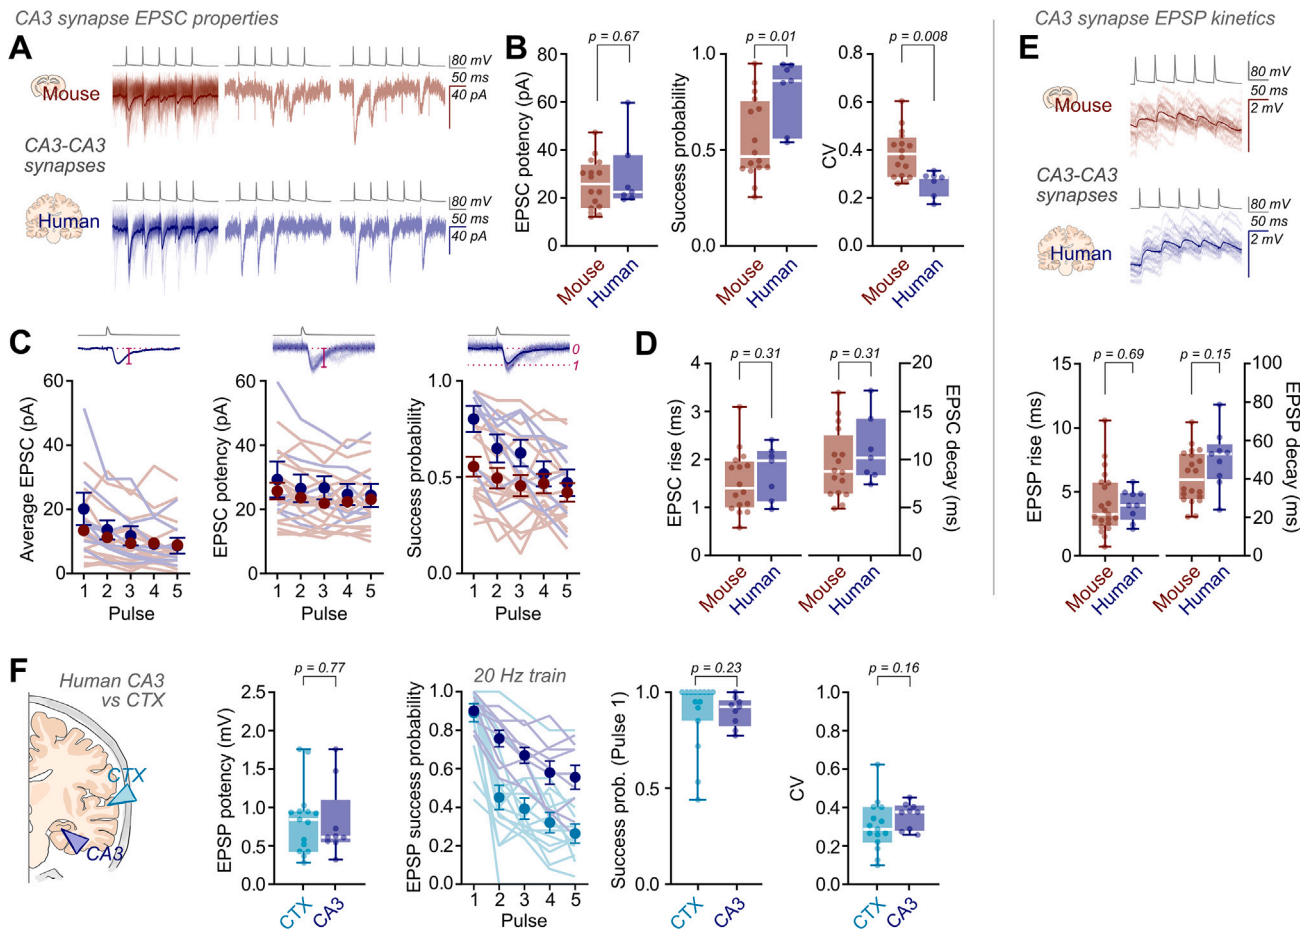 CA3 synapse EPSC properties
A
80 mV
50 ms
40 pA
Mouse
CA3-CA3
synapses
80 mV
50 ms
40 pA
Human
B
p = 0.67
80
60
40
20
0
EPSC potency (pA)
Mouse
Human
p = 0.01
1.0
0.5
0.0
Success probability
Mouse
Human
p = 0.008
0.8
0.6
0.4
0.2
0.0
CV
Mouse
Human
CA3 synapse EPSP kinetics
E
80 mV
50 ms
2 mV
Mouse
CA3-CA3
synapses
80 mV
50 ms
2 mV
Human
C
60
40
20
0
Average EPSC (pA)
1 2 3 4 5
Pulse
60
40
20
0
EPSC potency (pA)
1 2 3 4 5
Pulse
0
1
1.0
0.5
0.0
Success probability
1 2 3 4 5
Pulse
D
p = 0.31
p = 0.31
4
3
2
1
0
EPSC rise (ms)
20
15
10
5
0
EPSC decay (ms)
Mouse
Human
Mouse
Human
p = 0.69
p = 0.15
15
10
5
0
EPSP rise (ms)
100
80
60
40
20
0
EPSP decay (ms)
Mouse
Human
Mouse
Human
F
Human CA3
vs CTX
CTX
CA3
p = 0.77
2.5
2.0
1.5
1.0
0.5
0.0
EPSP potency (mV)
CTX
CA3
20 Hz train
1.0
0.8
0.6
0.4
0.2
0.0
EPSP success probability
1 2 3 4 5
Pulse
p = 0.23
1.0
0.5
0.0
Success prob. (Pulse 1)
CTX
CA3
p = 0.16
1.0
0.8
0.6
0.4
0.2
0.0
CV
CTX
CA3